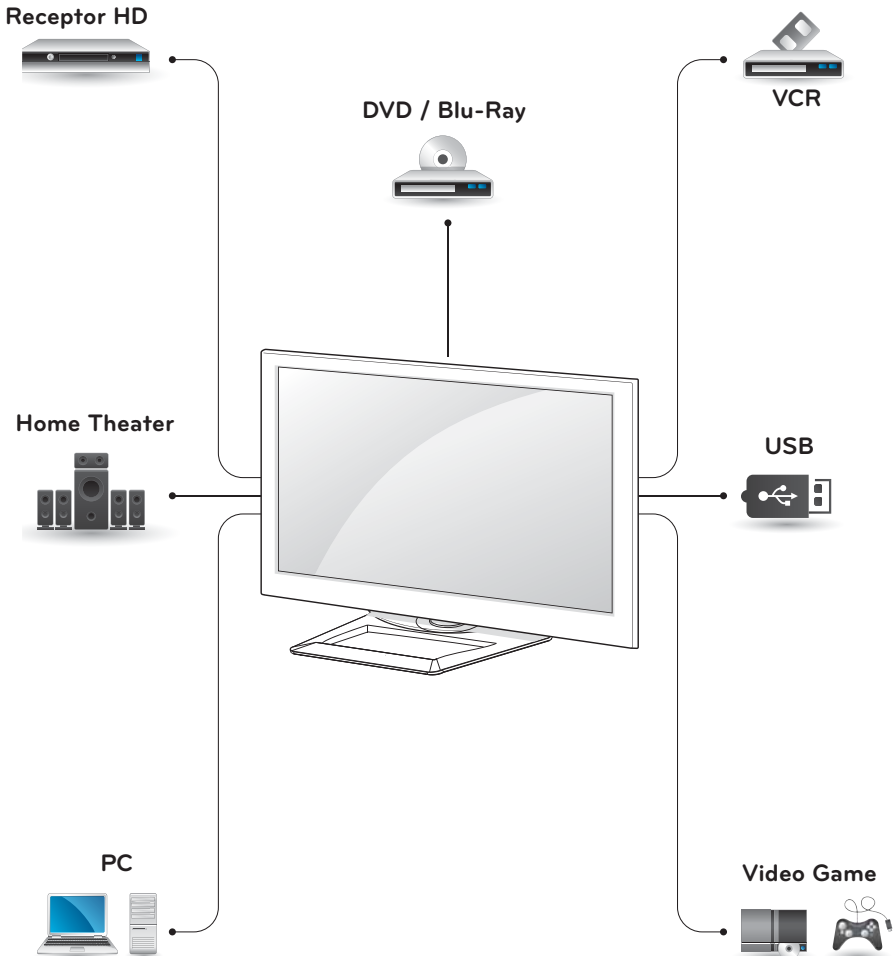 Receptor HD
VCR
DVD / Blu-Ray
Home Theater
USB
PC
Video Game